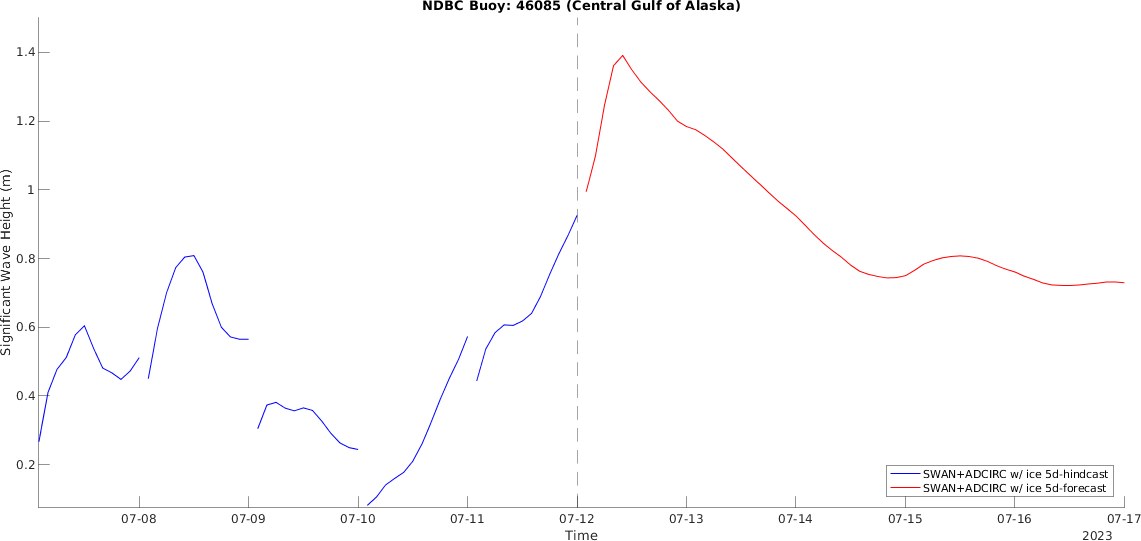 NDBC Buoy: 46085 (Central Gulf of Alaska)
Significant Wave Height (m)
1.4
1.2
1
0.8
0.6
0.4
0.2
SWAN+ADCIRC w/ ice 5d-hindcast
SWAN+ADCIRC w/ ice 5d-forecast
07-08 07-09 07-10 07-11 07-12 07-13 07-14 07-15 07-16 07-17
Time
2023